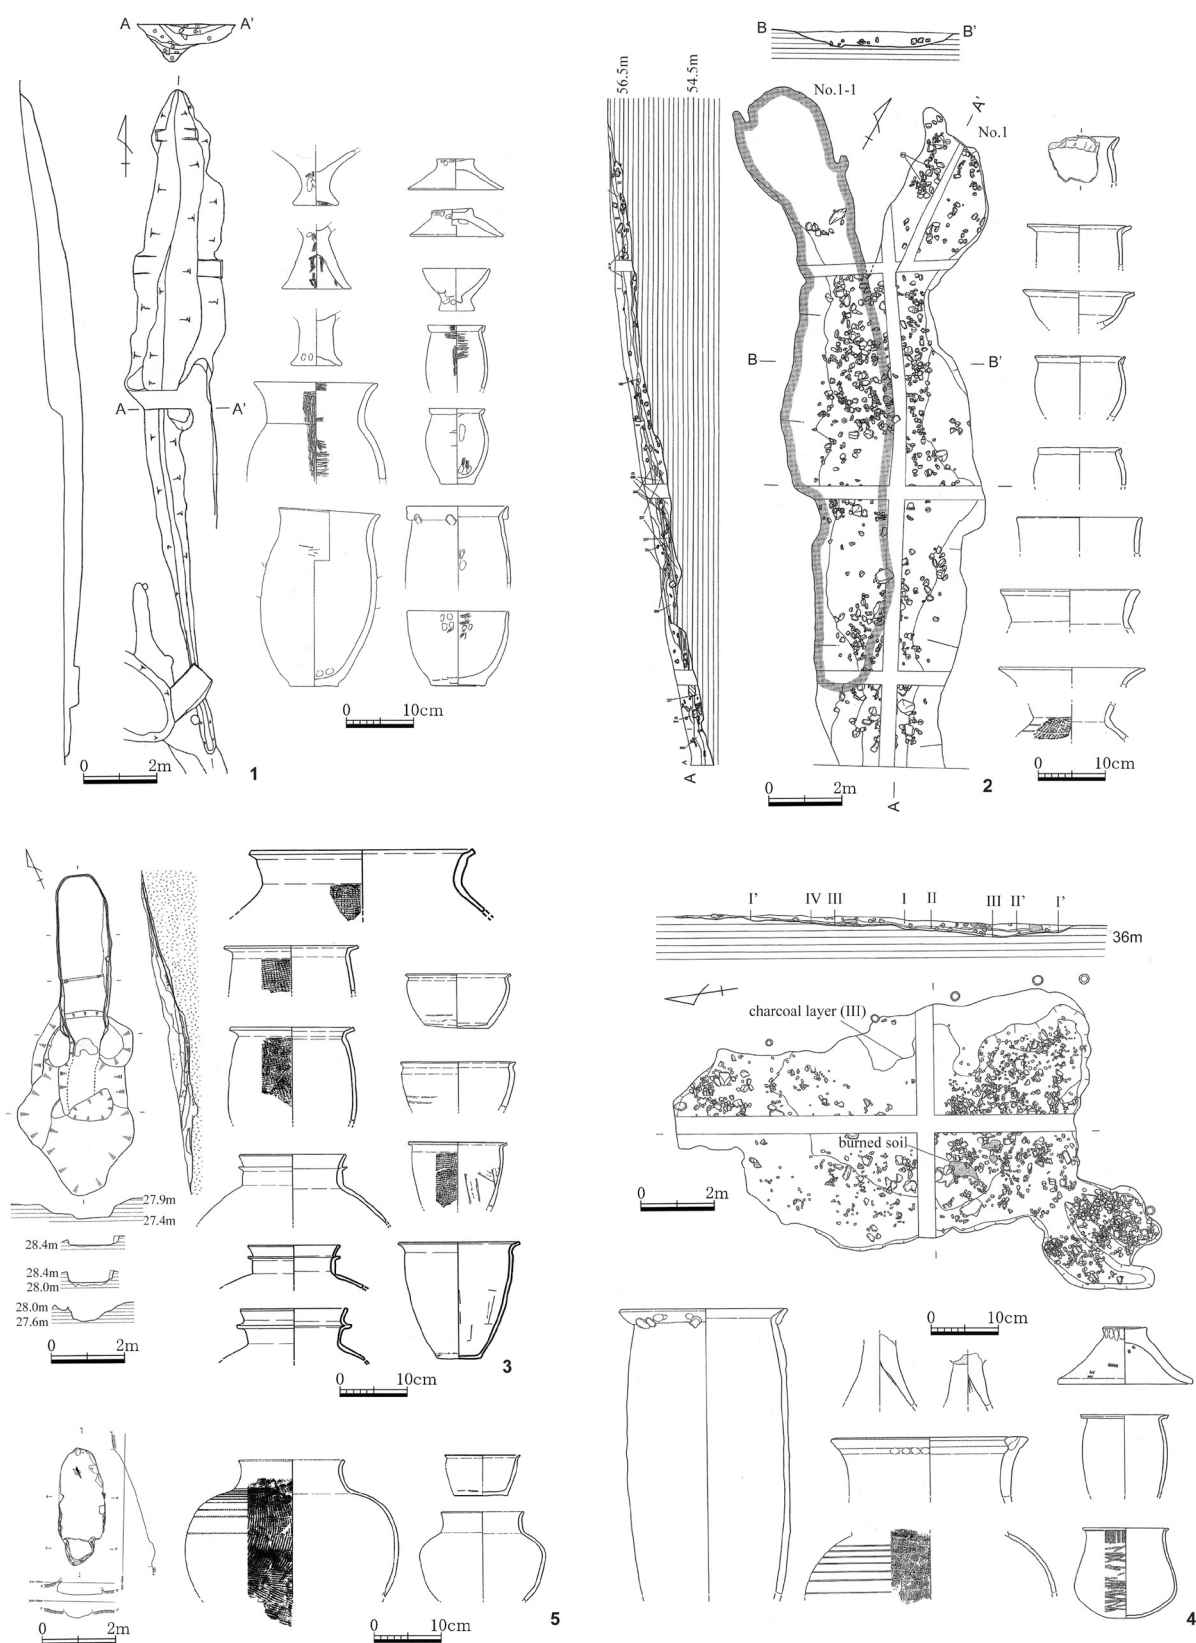 A A'
A A'
0 2m
0 10cm
1
B B'
56.5m
54.5m
No.1-1
A'
No.1
B B'
A
A
0 2m
0 10cm
2
27.9m
27.4m
28.4m
28.4m
28.0m
28.0m
27.6m
0 2m
0 10cm
3
I' IV III I II III II' I'
36m
charcoal layer (III)
burned soil
0 2m
0 10cm
4
0 2m
0 10cm
5